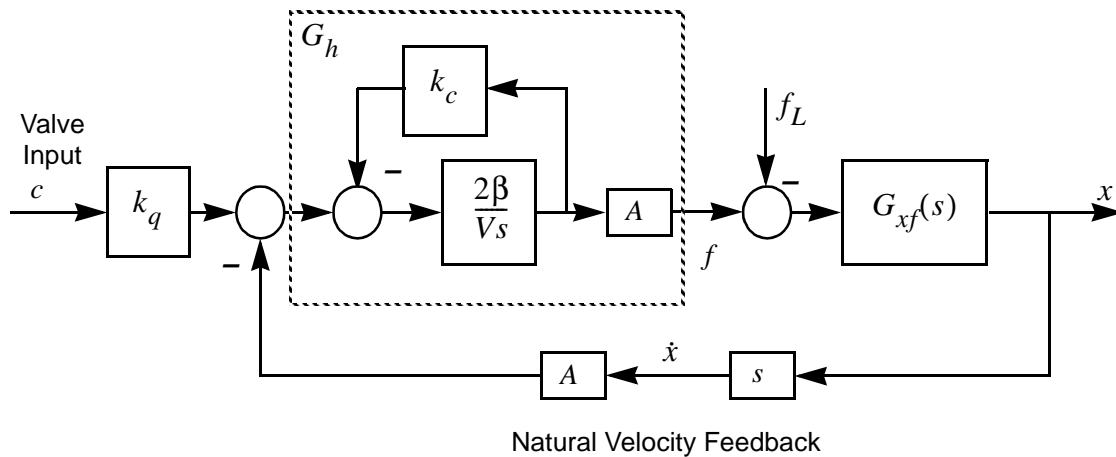 G_h
k_c
f_L
Valve
Input
c
k_q
−
−
2β
Vs
A
f
−
G_xf(s)
x
A
ẋ
s
Natural Velocity Feedback